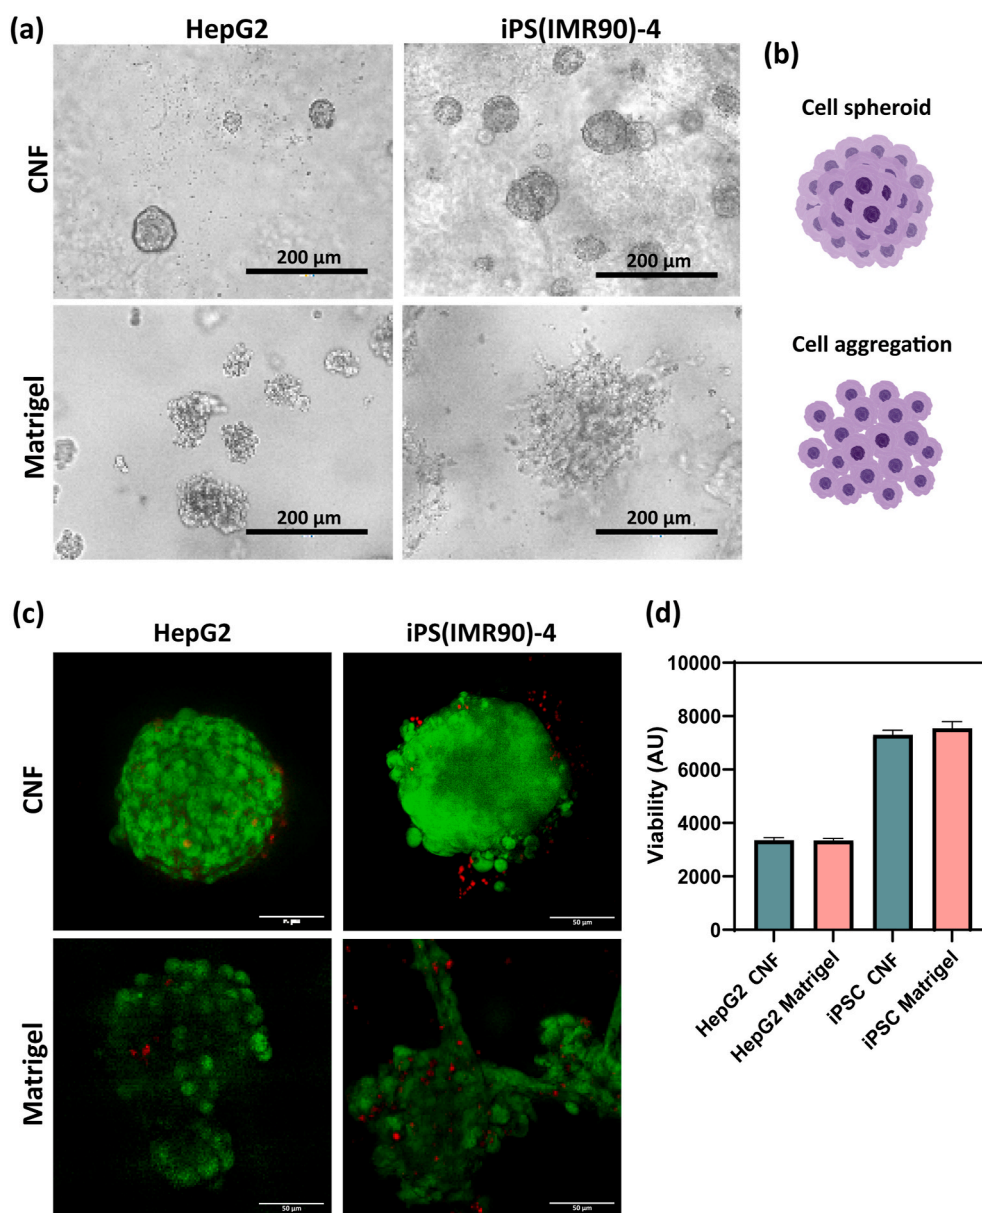 (a)
HepG2
iPS(IMR90)-4
CNF
200 μm
200 μm
Matrigel
200 μm
200 μm
(b)
Cell spheroid
Cell aggregation
(c)
HepG2
iPS(IMR90)-4
CNF
50 μm
Matrigel
50 μm
50 μm
(d)
Viability (AU)
10000
8000
6000
4000
2000
0
HepG2 CNF
HepG2 Matrigel
iPSC CNF
iPSC Matrigel